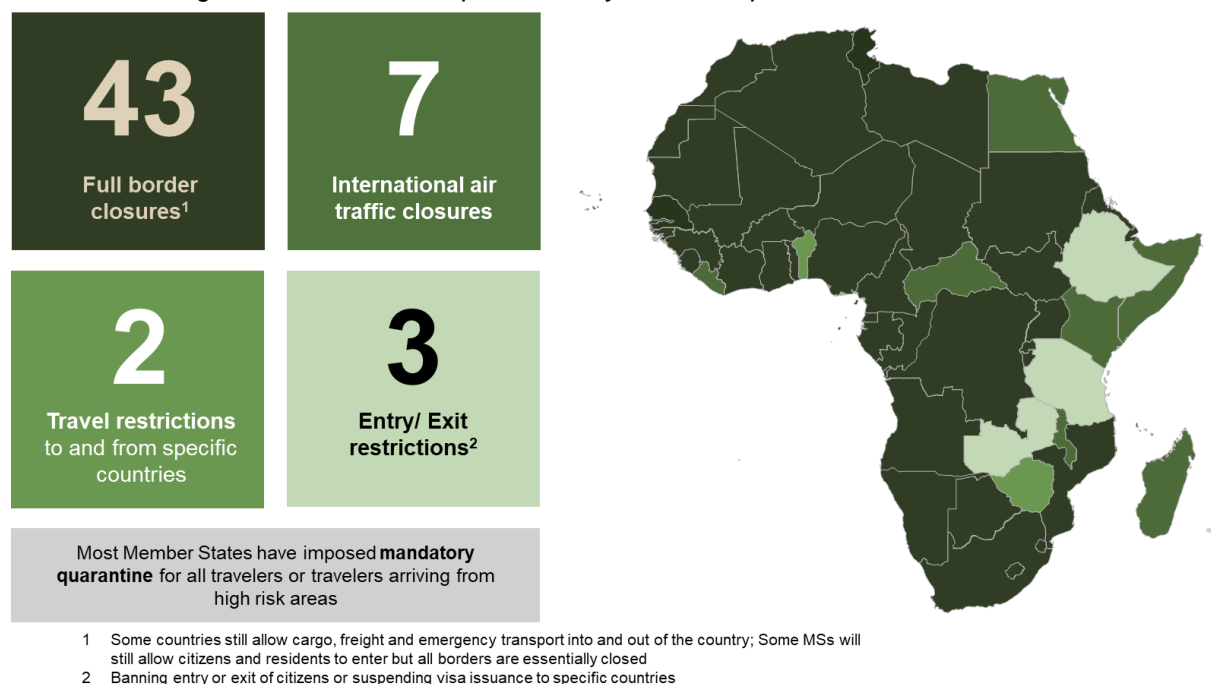 43
Full border
closures1
7
International air
traffic closures
2
Travel restrictions
to and from specific
countries
3
Entry/ Exit
restrictions2
Most Member States have imposed mandatory
quarantine for all travelers or travelers arriving from
high risk areas
1 Some countries still allow cargo, freight and emergency transport into and out of the country; Some MSs will
still allow citizens and residents to enter but all borders are essentially closed
2 Banning entry or exit of citizens or suspending visa issuance to specific countries